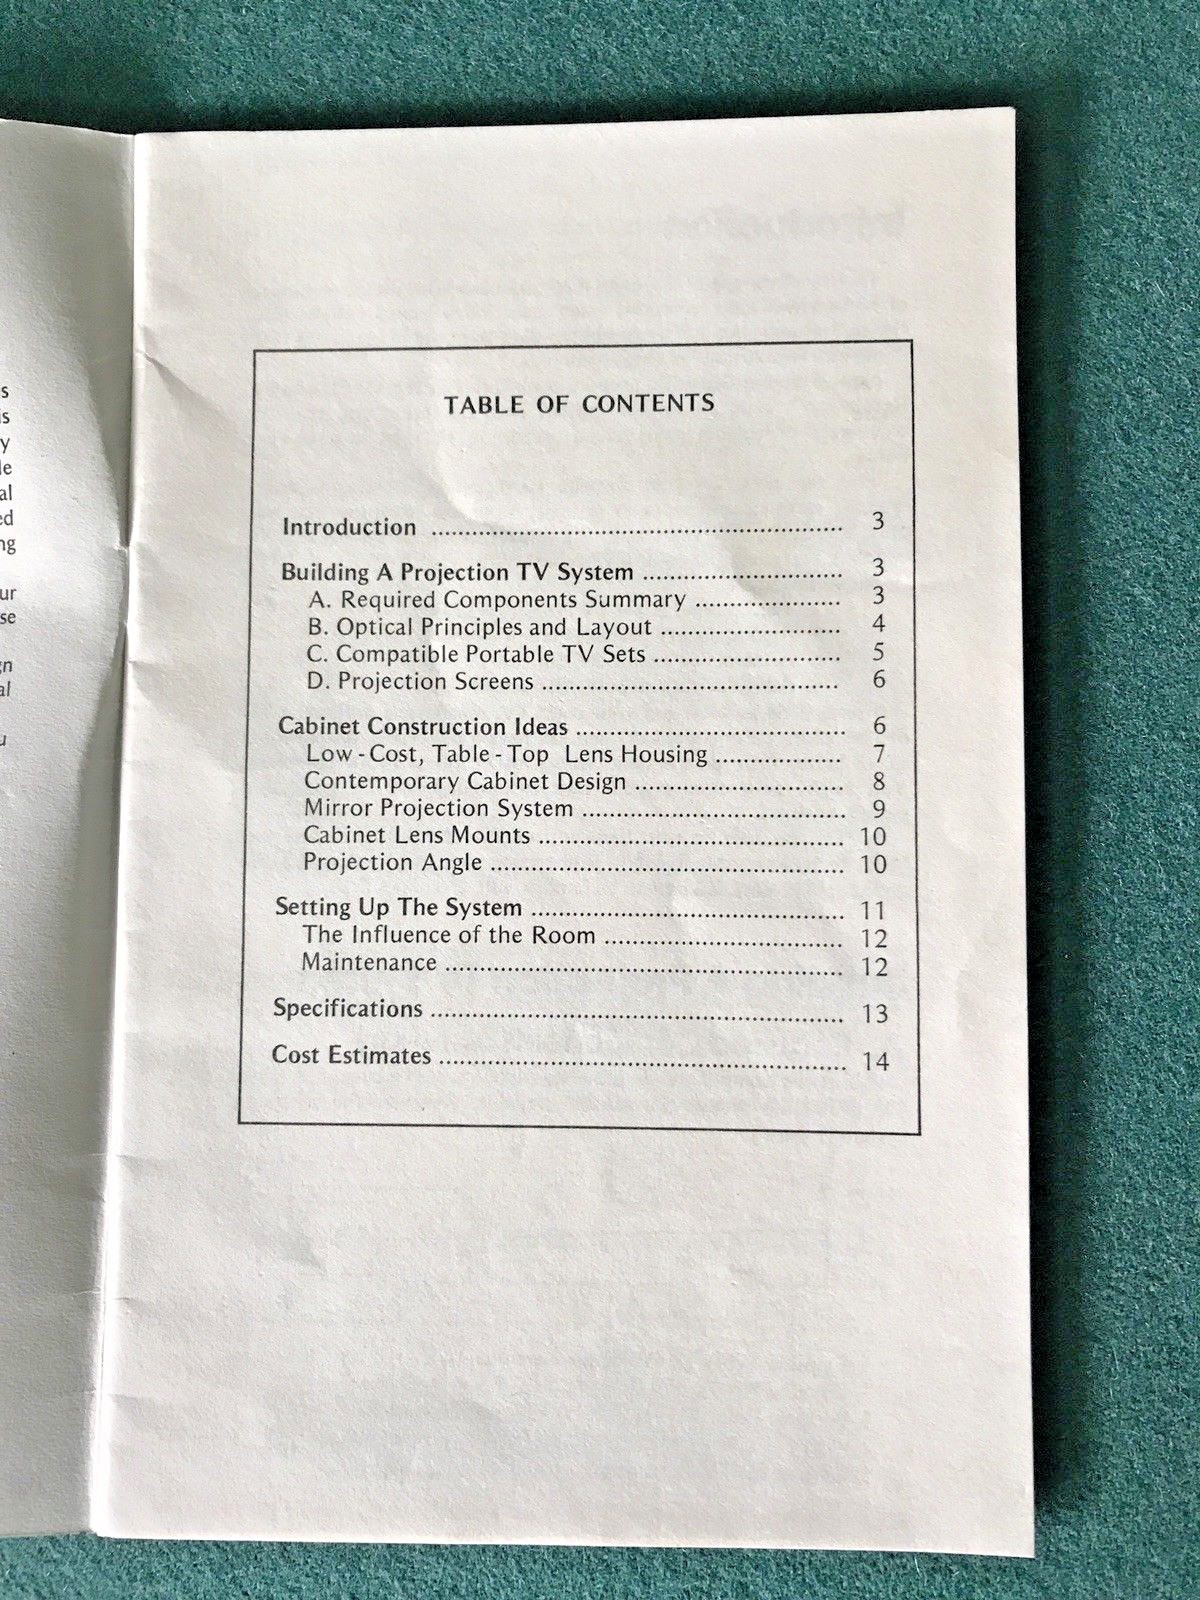 TABLE OF CONTENTS
Introduction ........................................................... 3
Building A Projection TV System ............................. 3
A. Required Components Summary ..................... 3
B. Optical Principles and Layout .......................... 4
C. Compatible Portable TV Sets ........................... 5
D. Projection Screens ........................................... 6
Cabinet Construction Ideas ....................................... 6
Low - Cost, Table - Top Lens Housing .................. 7
Contemporary Cabinet Design .............................. 8
Mirror Projection System ...................................... 9
Cabinet Lens Mounts ............................................ 10
Projection Angle ................................................... 10
Setting Up The System ............................................. 11
The Influence of the Room .................................. 12
Maintenance ......................................................... 12
Specifications ........................................................... 13
Cost Estimates .......................................................... 14